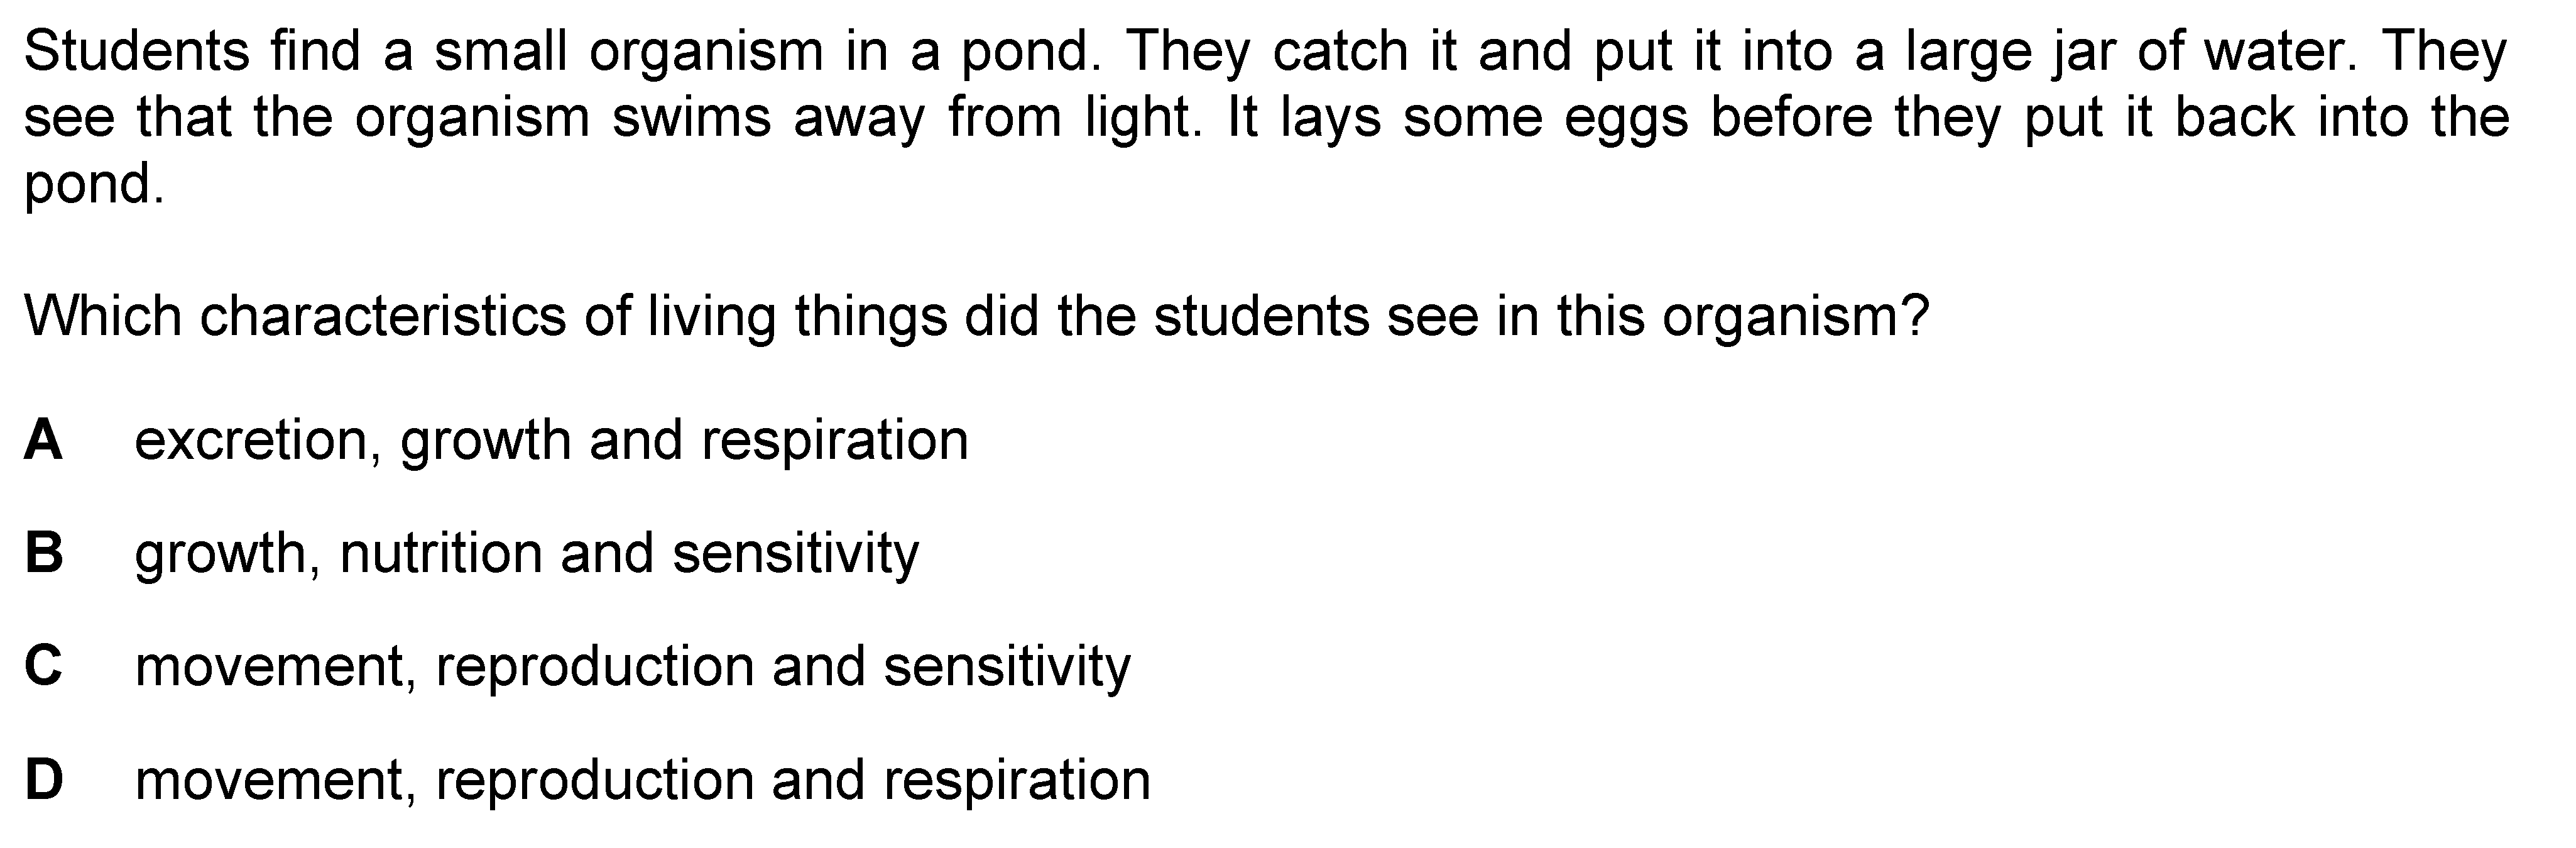 Students find a small organism in a pond. They catch it and put it into a large jar of water. They
see that the organism swims away from light. It lays some eggs before they put it back into the
pond.
Which characteristics of living things did the students see in this organism?
A excretion, growth and respiration
B growth, nutrition and sensitivity
C movement, reproduction and sensitivity
D movement, reproduction and respiration